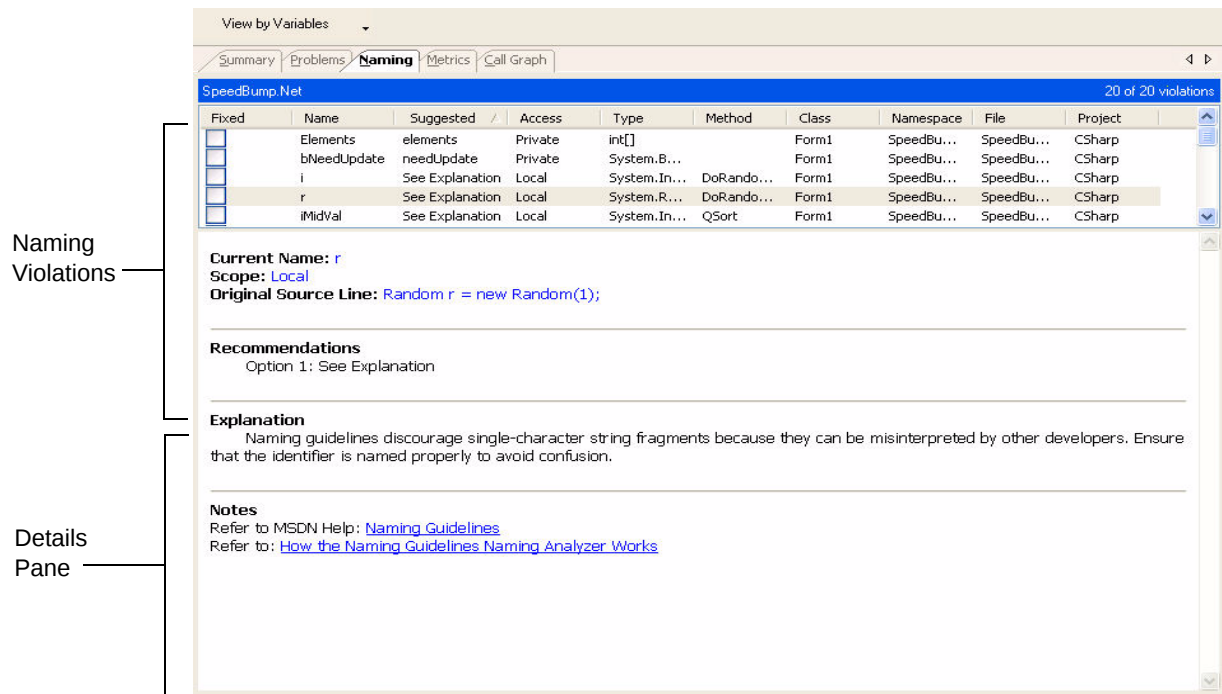 View by Variables
Summary Problems Naming Metrics Call Graph
SpeedBump.Net 20 of 20 violations
Fixed Name Suggested Access Type Method Class Namespace File Project
Elements elements Private int[] Form1 SpeedBu... SpeedBu... CSharp
bNeedUpdate needUpdate Private System.B... Form1 SpeedBu... SpeedBu... CSharp
i See Explanation Local System.In... DoRando... Form1 SpeedBu... SpeedBu... CSharp
r See Explanation Local System.R... DoRando... Form1 SpeedBu... SpeedBu... CSharp
iMidVal See Explanation Local System.In... QSort Form1 SpeedBu... SpeedBu... CSharp
Naming
Violations
Current Name: r
Scope: Local
Original Source Line: Random r = new Random(1);
Recommendations
Option 1: See Explanation
Explanation
Naming guidelines discourage single-character string fragments because they can be misinterpreted by other developers. Ensure
that the identifier is named properly to avoid confusion.
Details
Pane
Notes
Refer to MSDN Help: Naming Guidelines
Refer to: How the Naming Guidelines Naming Analyzer Works